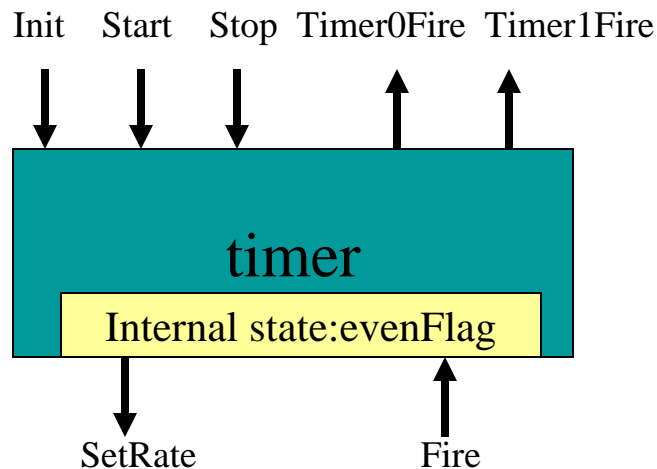 Init Start Stop Timer0Fire Timer1Fire
timer
Internal state:evenFlag
SetRate Fire